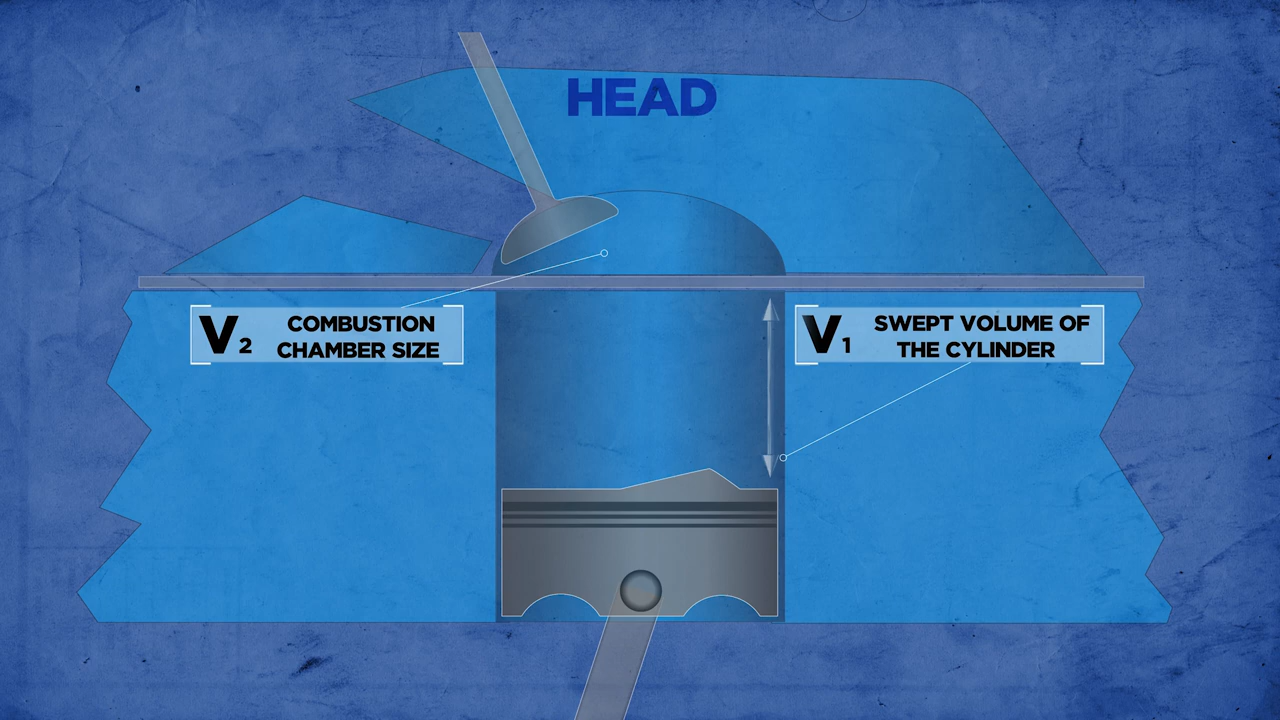 HEAD
V2 COMBUSTION
CHAMBER SIZE
V1 SWEPT VOLUME OF
THE CYLINDER